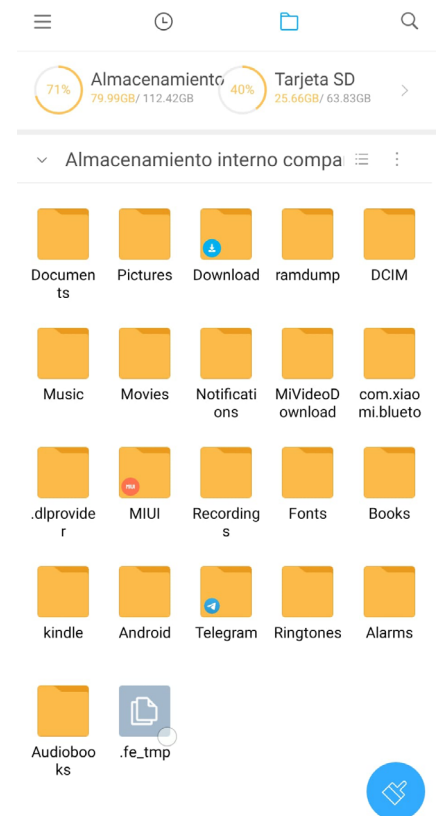 71%
Almacenamiento
79.99GB/ 112.42GB
40%
Tarjeta SD
25.66GB/ 63.83GB
Almacenamiento interno compa
Documen
ts
Pictures
Download
ramdump
DCIM
Music
Movies
Notificati
ons
MiVideoD
ownload
com.xiao
mi.blueto
.dlprovide
r
MIUI
Recording
s
Fonts
Books
kindle
Android
Telegram
Ringtones
Alarms
Audioboo
ks
.fe_tmp